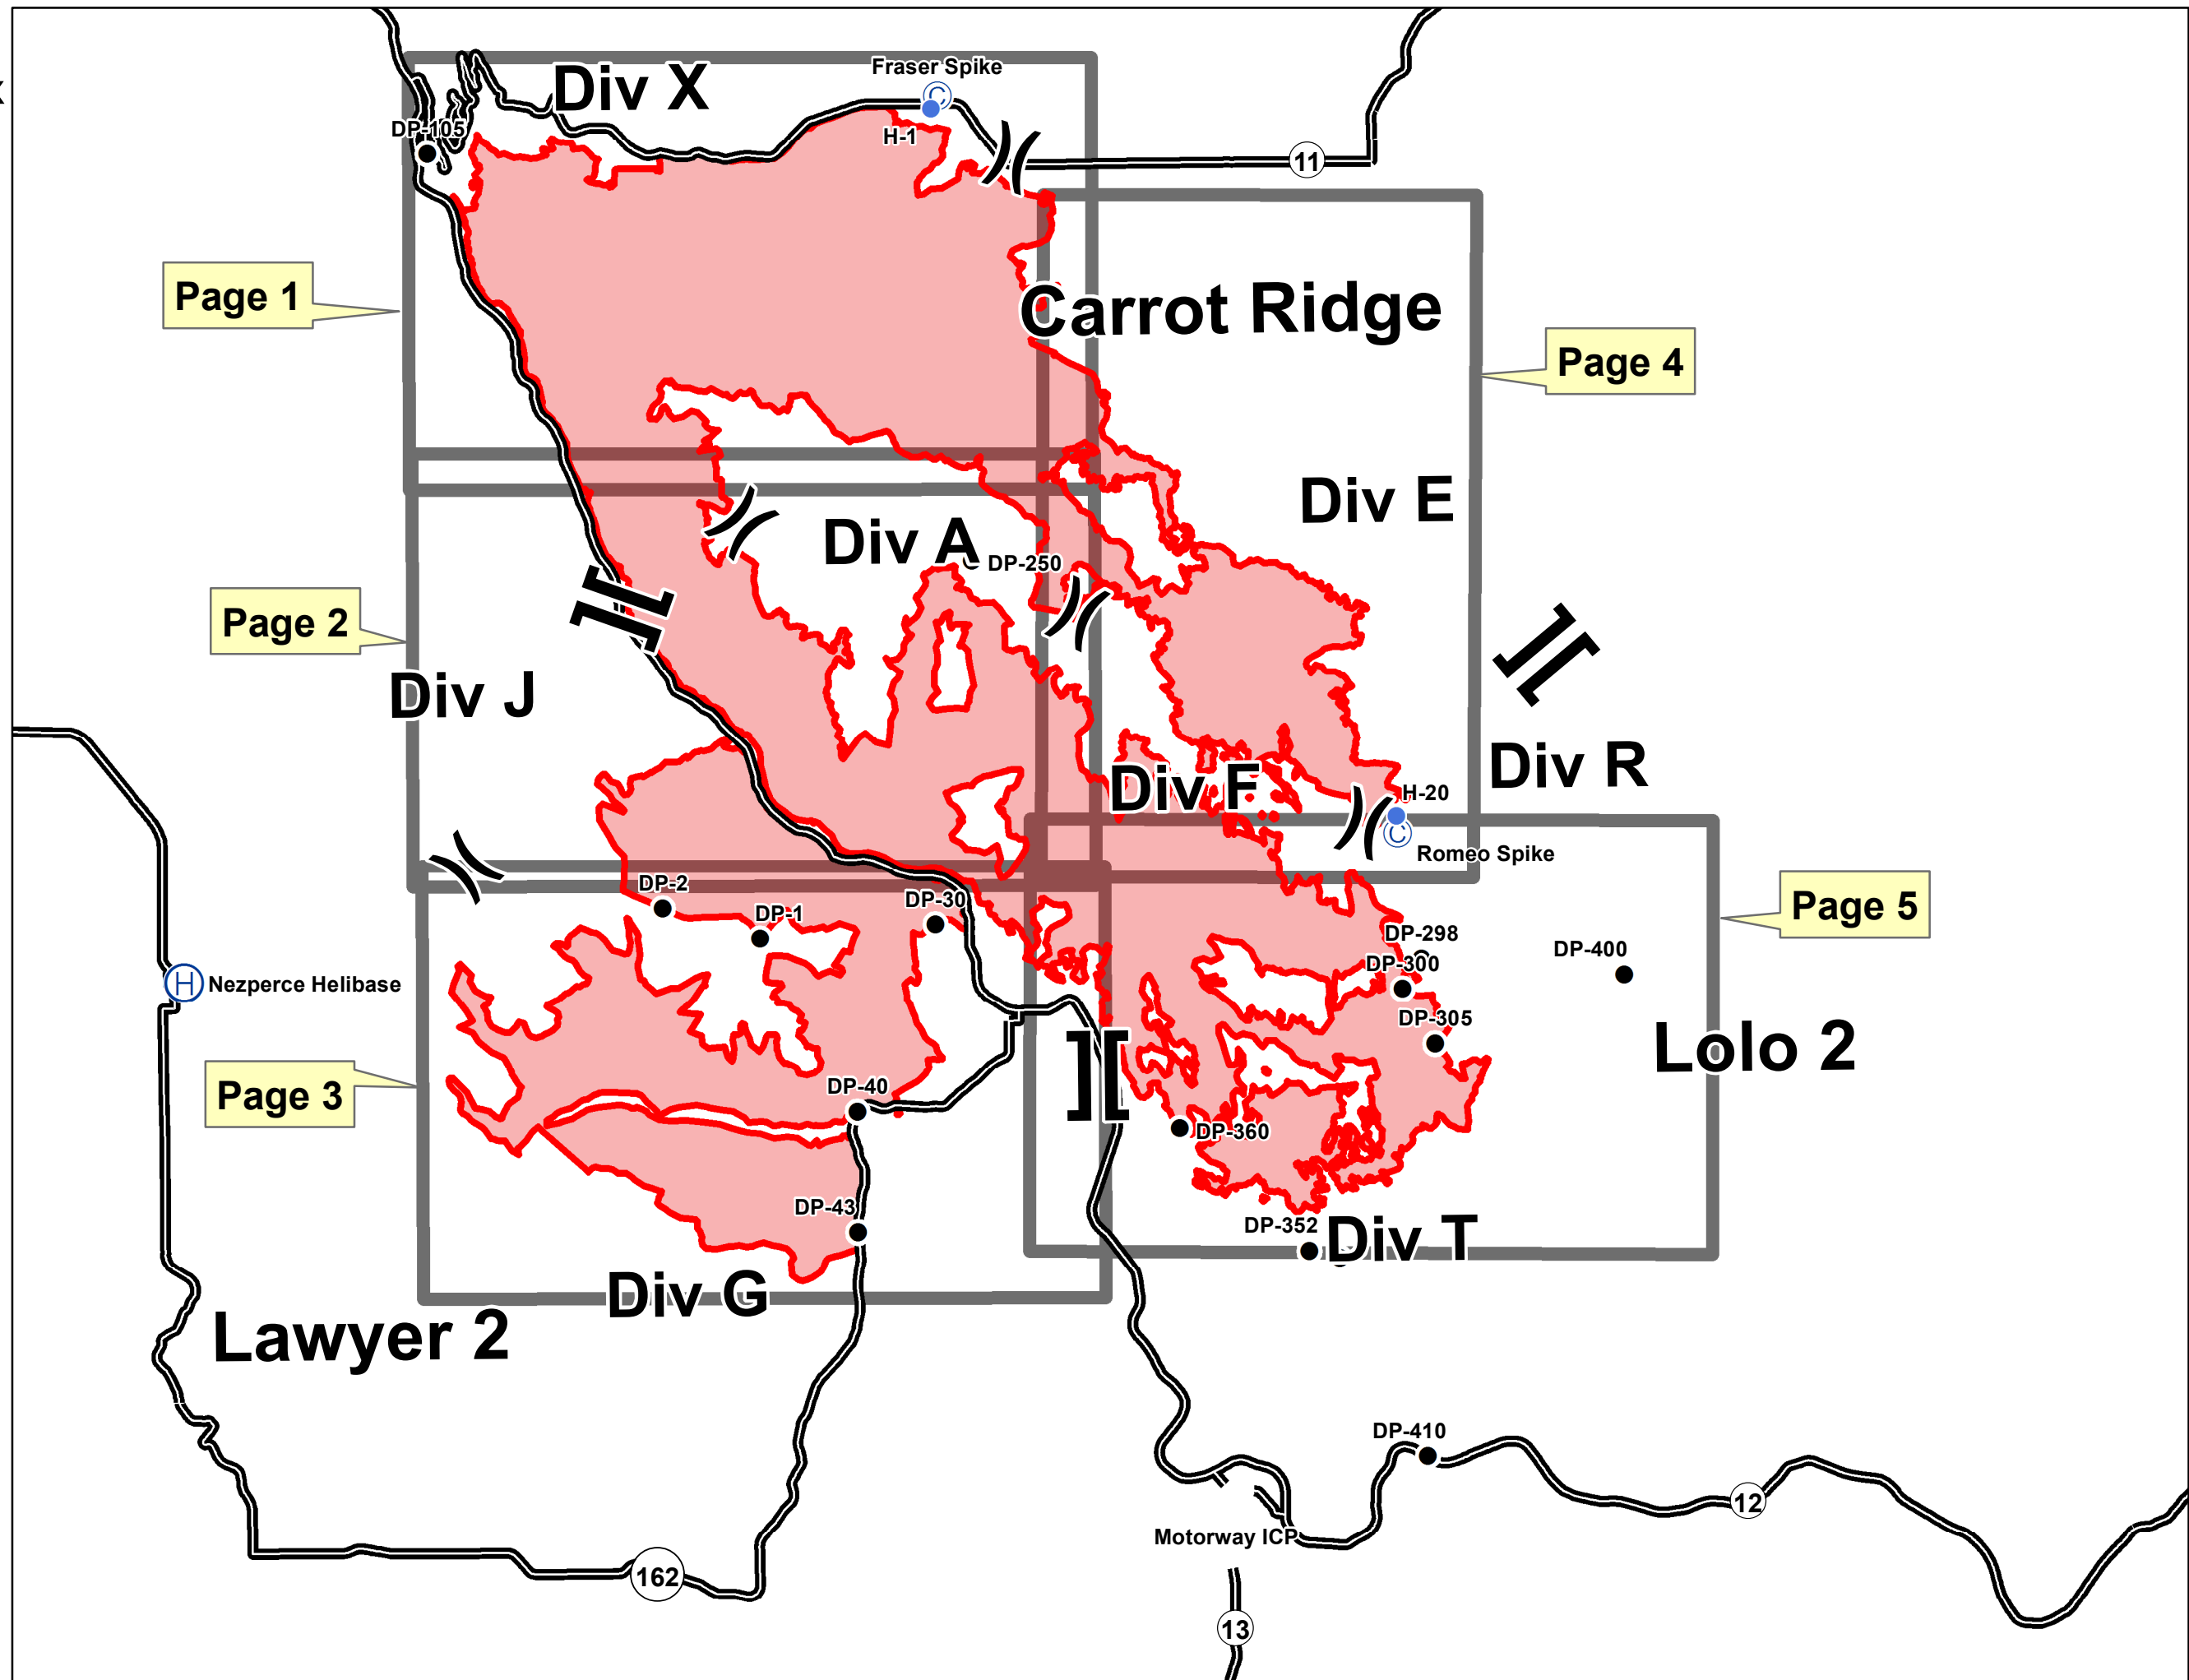 Div X
Fraser Spike
C
DP-105
H-1
11
Page 1
Carrot Ridge
Page 4
Div E
Div A
DP-250
Page 2
Div J
Div R
Div F
H-20
C
Romeo Spike
DP-2
DP-1
DP-30
Page 5
DP-298
DP-300
DP-400
H
Nezperce Helibase
DP-305
Lolo 2
Page 3
DP-40
DP-360
DP-43
DP-352
Div T
Div G
Lawyer 2
DP-410
12
Motorway ICP
162
13